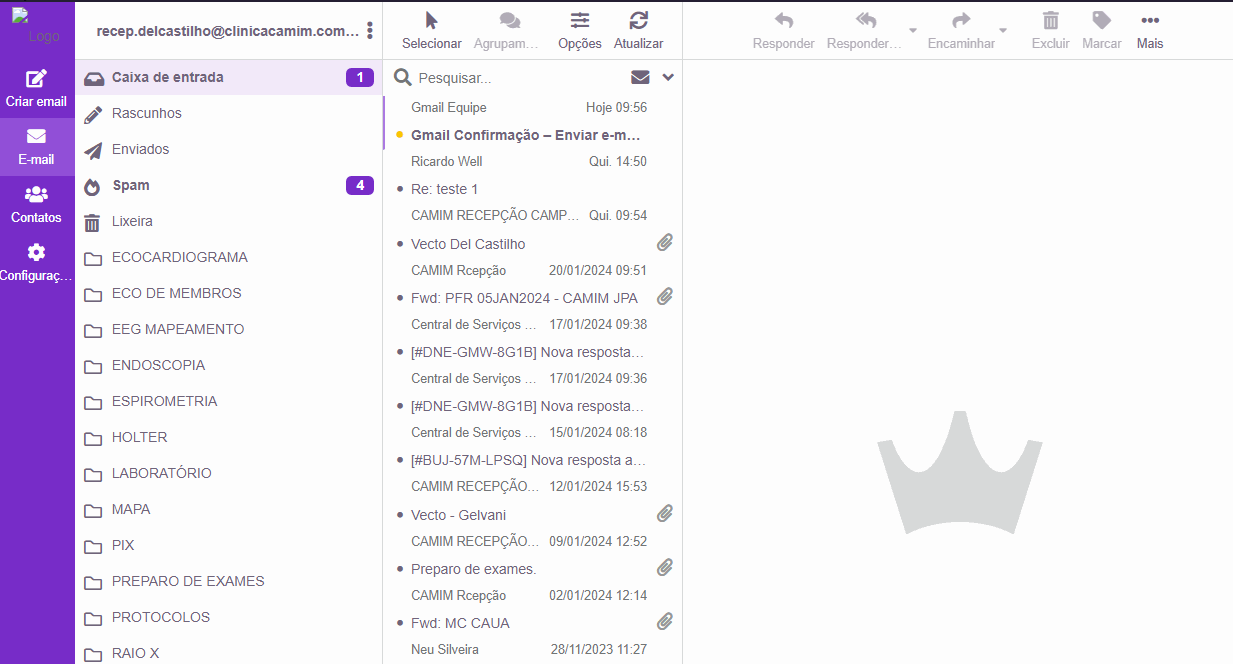 Logo
Criar email
E-mail
Contatos
Configuraç...
recep.delcastilho@clinicacamim.com...
Caixa de entrada 1
Rascunhos
Enviados
Spam 4
Lixeira
ECOCARDIOGRAMA
ECO DE MEMBROS
EEG MAPEAMENTO
ENDOSCOPIA
ESPIROMETRIA
HOLTER
LABORATÓRIO
MAPA
PIX
PREPARO DE EXAMES
PROTOCOLOS
RAIO X
Selecionar Agrupam... Opções Atualizar
Pesquisar...
Gmail Equipe Hoje 09:56
Gmail Confirmação – Enviar e-m...
Ricardo Well Qui. 14:50
Re: teste 1
CAMIM RECEPÇÃO CAMP... Qui. 09:54
Vecto Del Castilho
CAMIM Rcepção 20/01/2024 09:51
Fwd: PFR 05JAN2024 - CAMIM JPA
Central de Serviços ... 17/01/2024 09:38
[#DNE-GMW-8G1B] Nova resposta...
Central de Serviços ... 17/01/2024 09:36
[#DNE-GMW-8G1B] Nova resposta...
Central de Serviços ... 15/01/2024 08:18
[#BUJ-57M-LPSQ] Nova resposta a...
CAMIM RECEPÇÃO... 12/01/2024 15:53
Vecto - Gelvani
CAMIM RECEPÇÃO... 09/01/2024 12:52
Preparo de exames.
CAMIM Rcepção 02/01/2024 12:14
Fwd: MC CAUA
Neu Silveira 28/11/2023 11:27
Responder Responder... Encaminhar Excluir Marcar Mais